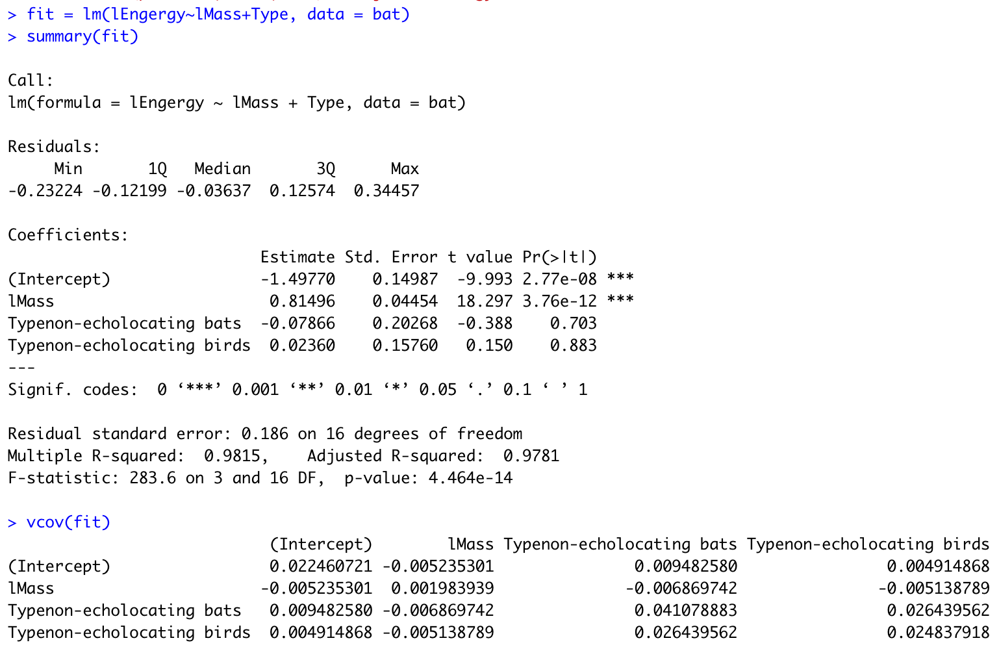 > fit = lm(lEngergy~lMass+Type, data = bat)
> summary(fit)
Call:
lm(formula = lEngergy ~ lMass + Type, data = bat)
Residuals:
     Min       1Q   Median       3Q      Max
-0.23224 -0.12199 -0.03637  0.12574  0.34457
Coefficients:
                           Estimate Std. Error t value Pr(>|t|)
(Intercept)                -1.49770    0.14987  -9.993 2.77e-08 ***
lMass                       0.81496    0.04454  18.297 3.76e-12 ***
Typenon-echolocating bats  -0.07866    0.20268  -0.388    0.703
Typenon-echolocating birds  0.02360    0.15760   0.150    0.883
---
Signif. codes:  0 ‘***’ 0.001 ‘**’ 0.01 ‘*’ 0.05 ‘.’ 0.1 ‘ ’ 1
Residual standard error: 0.186 on 16 degrees of freedom
Multiple R-squared:  0.9815,    Adjusted R-squared:  0.9781
F-statistic: 283.6 on 3 and 16 DF,  p-value: 4.464e-14
> vcov(fit)
                            (Intercept)        lMass Typenon-echolocating bats Typenon-echolocating birds
(Intercept)                 0.022460721 -0.005235301               0.009482580                0.004914868
lMass                      -0.005235301  0.001983939              -0.006869742               -0.005138789
Typenon-echolocating bats   0.009482580 -0.006869742               0.041078883                0.026439562
Typenon-echolocating birds  0.004914868 -0.005138789               0.026439562                0.024837918